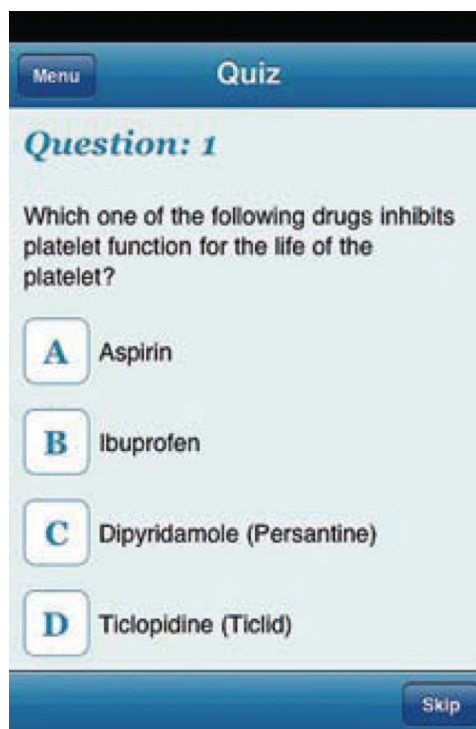 Menu
Quiz
Question: 1
Which one of the following drugs inhibits
platelet function for the life of the
platelet?
A Aspirin
B Ibuprofen
C Dipyridamole (Persantine)
D Ticlopidine (Ticlid)
Skip